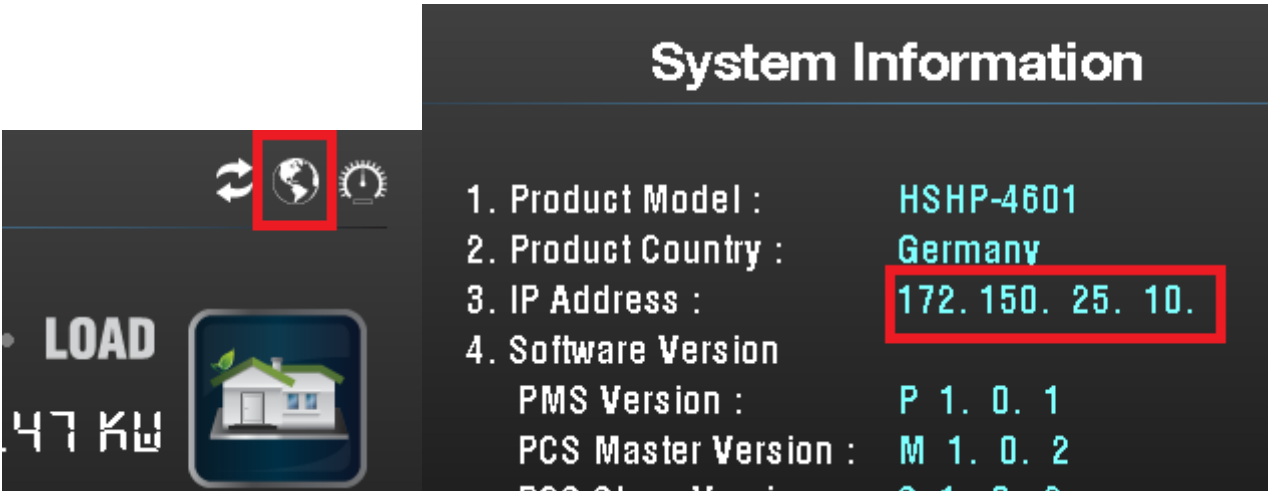 System Information
1. Product Model : HSHP-4601
2. Product Country : Germany
3. IP Address : 172. 150. 25. 10.
4. Software Version
PMS Version : P 1. 0. 1
PCS Master Version : M 1. 0. 2
LOAD
.47 KW